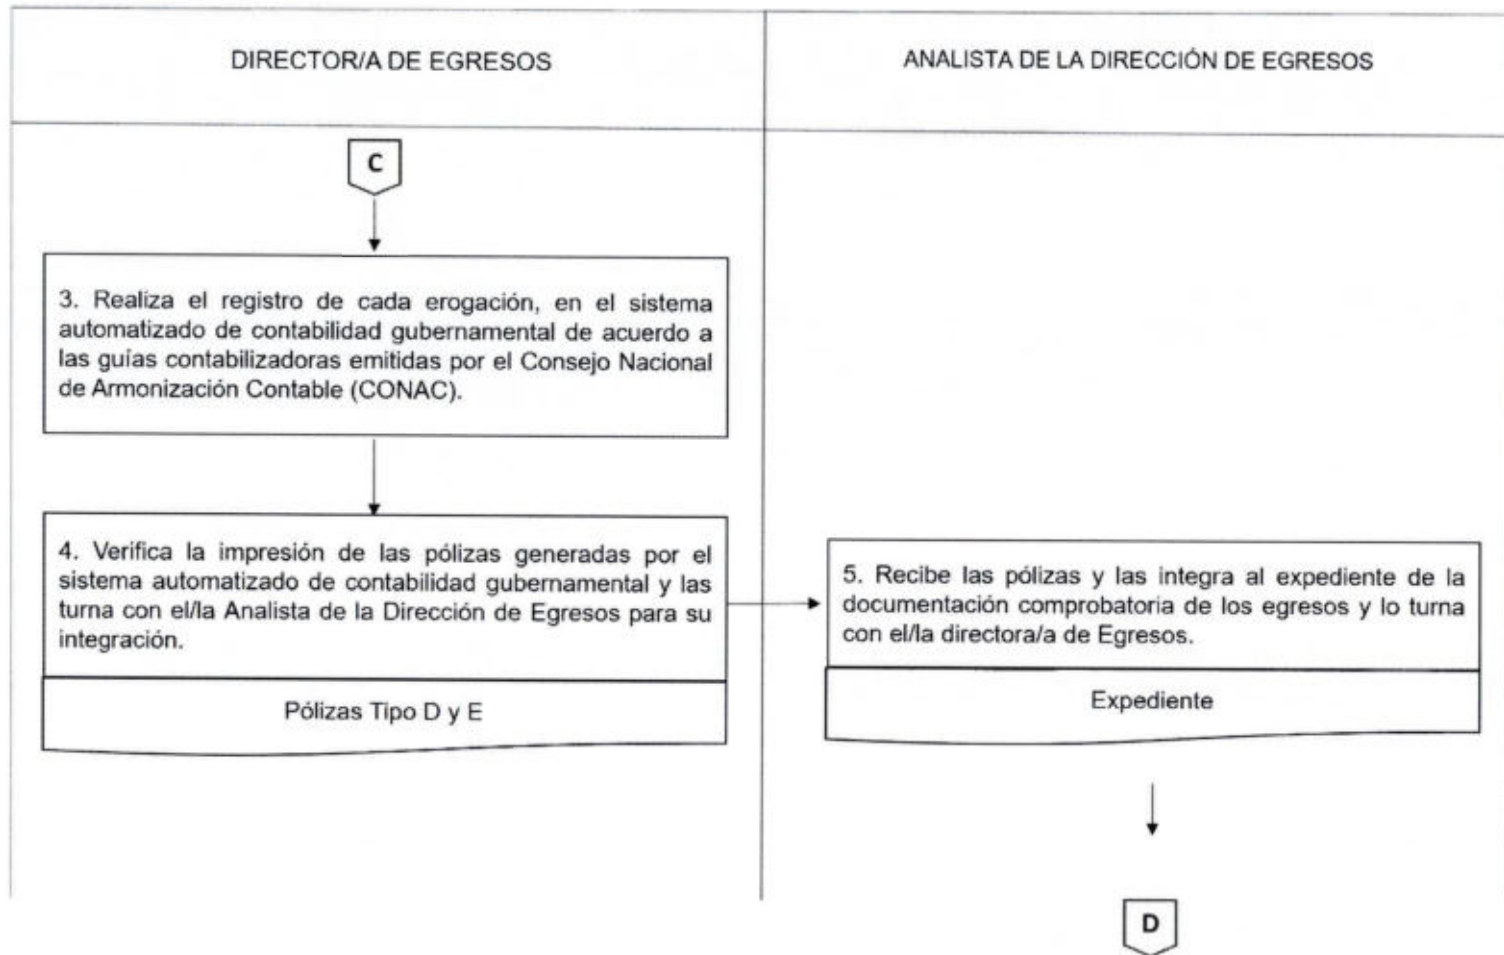 DIRECTOR/A DE EGRESOS
ANALISTA DE LA DIRECCIÓN DE EGRESOS
C
3. Realiza el registro de cada erogación, en el sistema
automatizado de contabilidad gubernamental de acuerdo a
las guías contabilizadoras emitidas por el Consejo Nacional
de Armonización Contable (CONAC).
4. Verifica la impresión de las pólizas generadas por el
sistema automatizado de contabilidad gubernamental y las
turna con el/la Analista de la Dirección de Egresos para su
integración.
Pólizas Tipo D y E
5. Recibe las pólizas y las integra al expediente de la
documentación comprobatoria de los egresos y lo turna
con el/la directora/a de Egresos.
Expediente
D